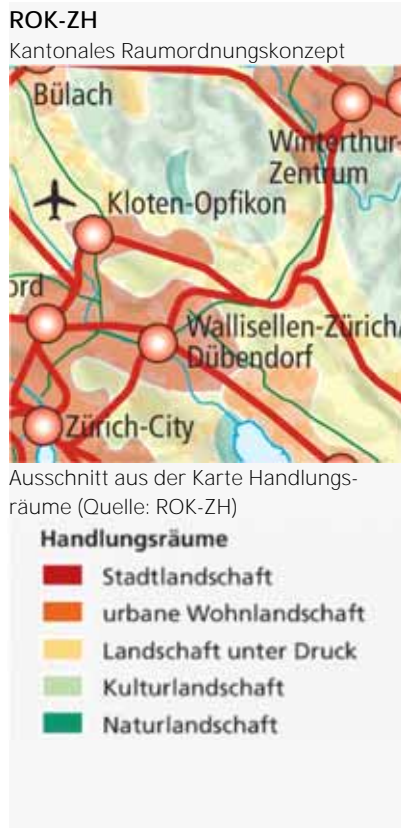 ROK-ZH
Kantonales Raumordnungskonzept
Bülach
Winterthur-
Zentrum
Kloten-Opfikon
ord
Wallisellen-Zürich/
Dübendorf
Zürich-City
Ausschnitt aus der Karte Handlungs-
räume (Quelle: ROK-ZH)
Handlungsräume
Stadtlandschaft
urbane Wohnlandschaft
Landschaft unter Druck
Kulturlandschaft
Naturlandschaft